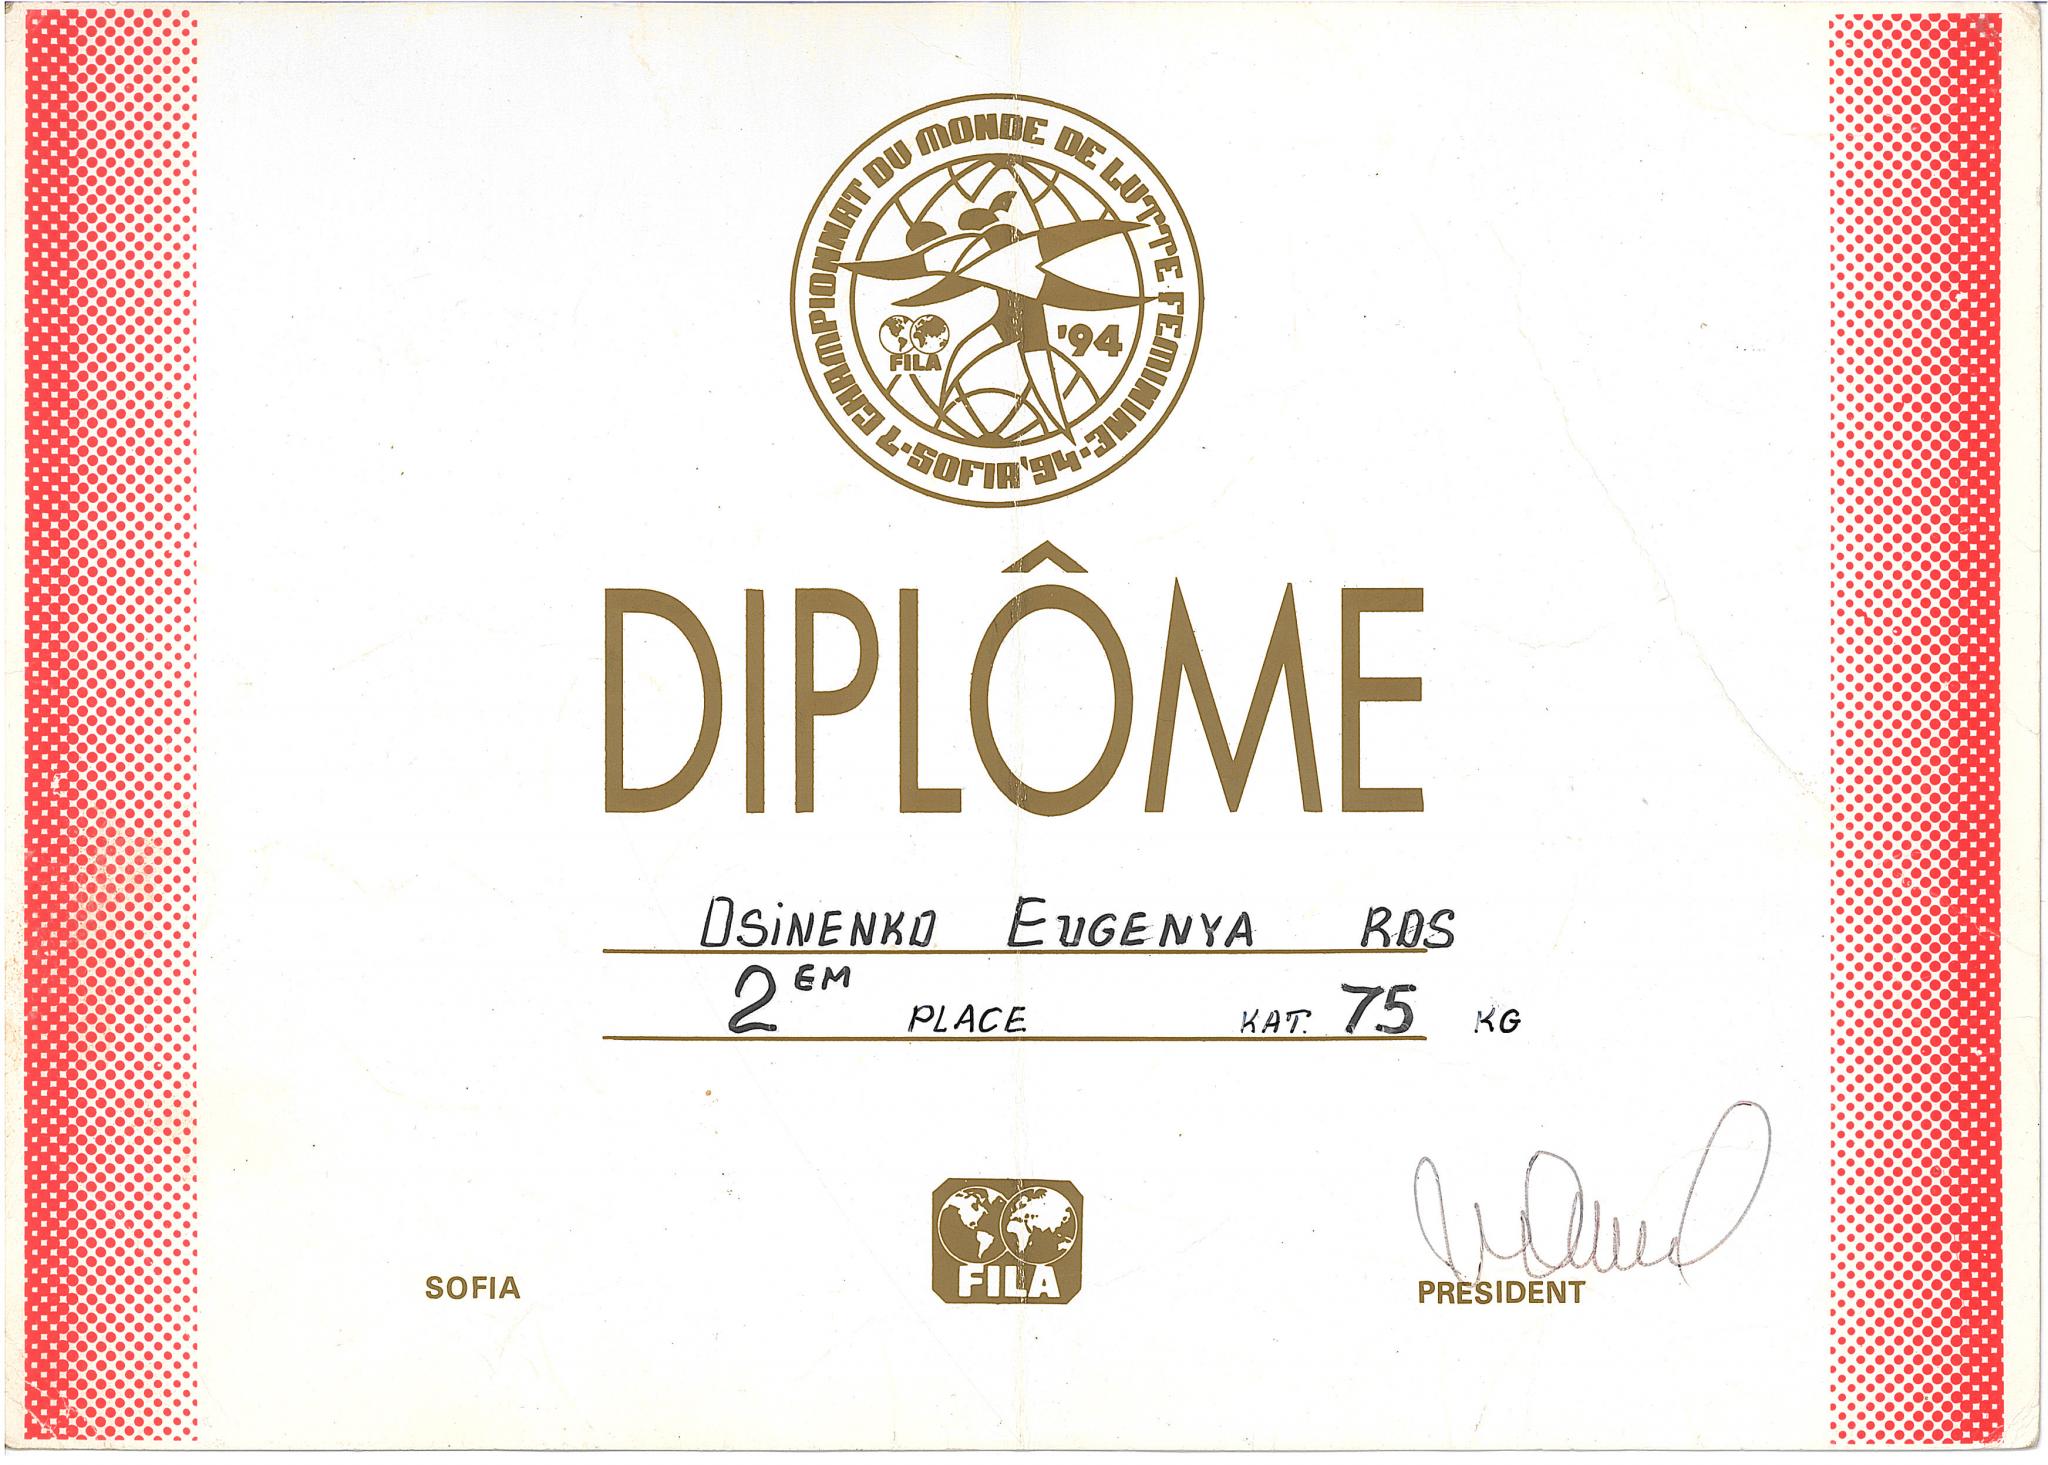 7 CHAMPIONNAT DU MONDE DE LUTTE FEMININE
SOFIA '94
FILA
'94
DIPLÔME
OSiNENKO EUGENYA ROS
2 EM PLACE KAT. 75 KG
SOFIA
FILA
PRESIDENT